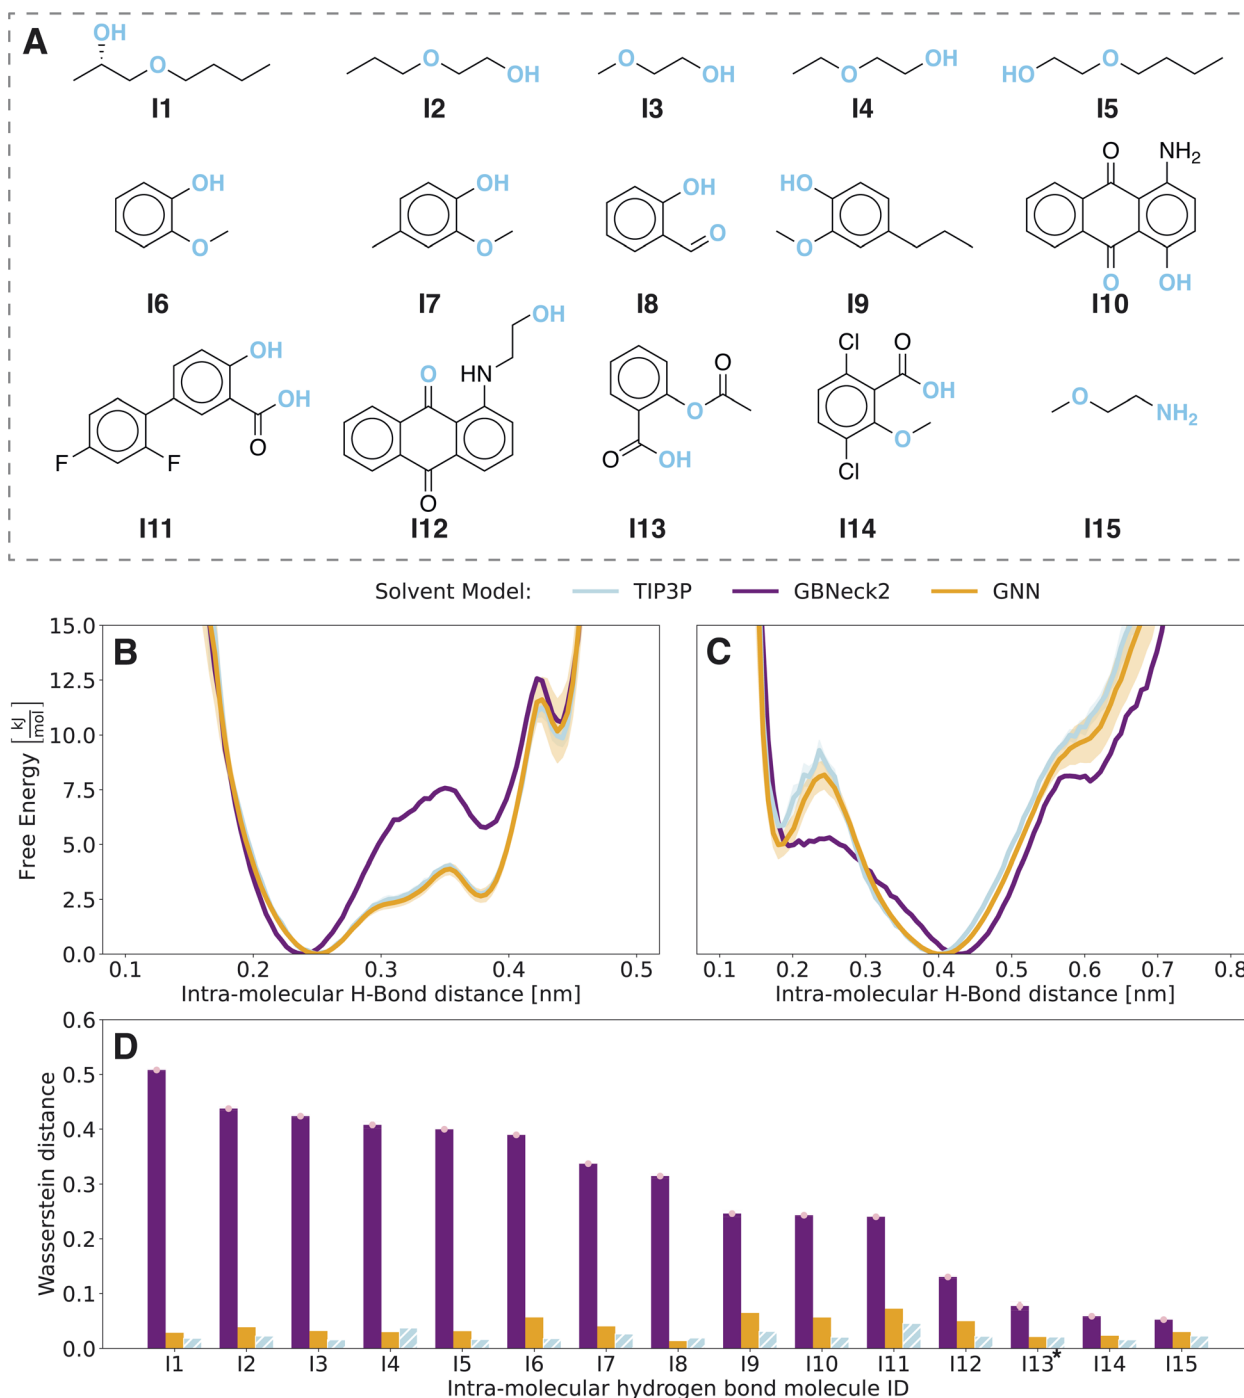 A
OH
O
I1
O
OH
I2
O
OH
I3
O
OH
I4
HO
O
I5
OH
O
I6
OH
O
I7
OH
O
I8
HO
O
I9
O
NH2
O
OH
I10
OH
OH
O
F
F
I11
OH
O
HN
O
I12
O
O
O
OH
I13
Cl
O
OH
O
Cl
I14
O
NH2
I15
Solvent Model: TIP3P GBNeck2 GNN
B
15.0
12.5
10.0
7.5
5.0
2.5
0.0
Free Energy [kJ/mol]
0.1 0.2 0.3 0.4 0.5
Intra-molecular H-Bond distance [nm]
C
0.1 0.2 0.3 0.4 0.5 0.6 0.7 0.8
Intra-molecular H-Bond distance [nm]
D
0.6
0.5
0.4
0.3
0.2
0.1
0.0
Wasserstein distance
I1 I2 I3 I4 I5 I6 I7 I8 I9 I10 I11 I12 I13* I14 I15
Intra-molecular hydrogen bond molecule ID